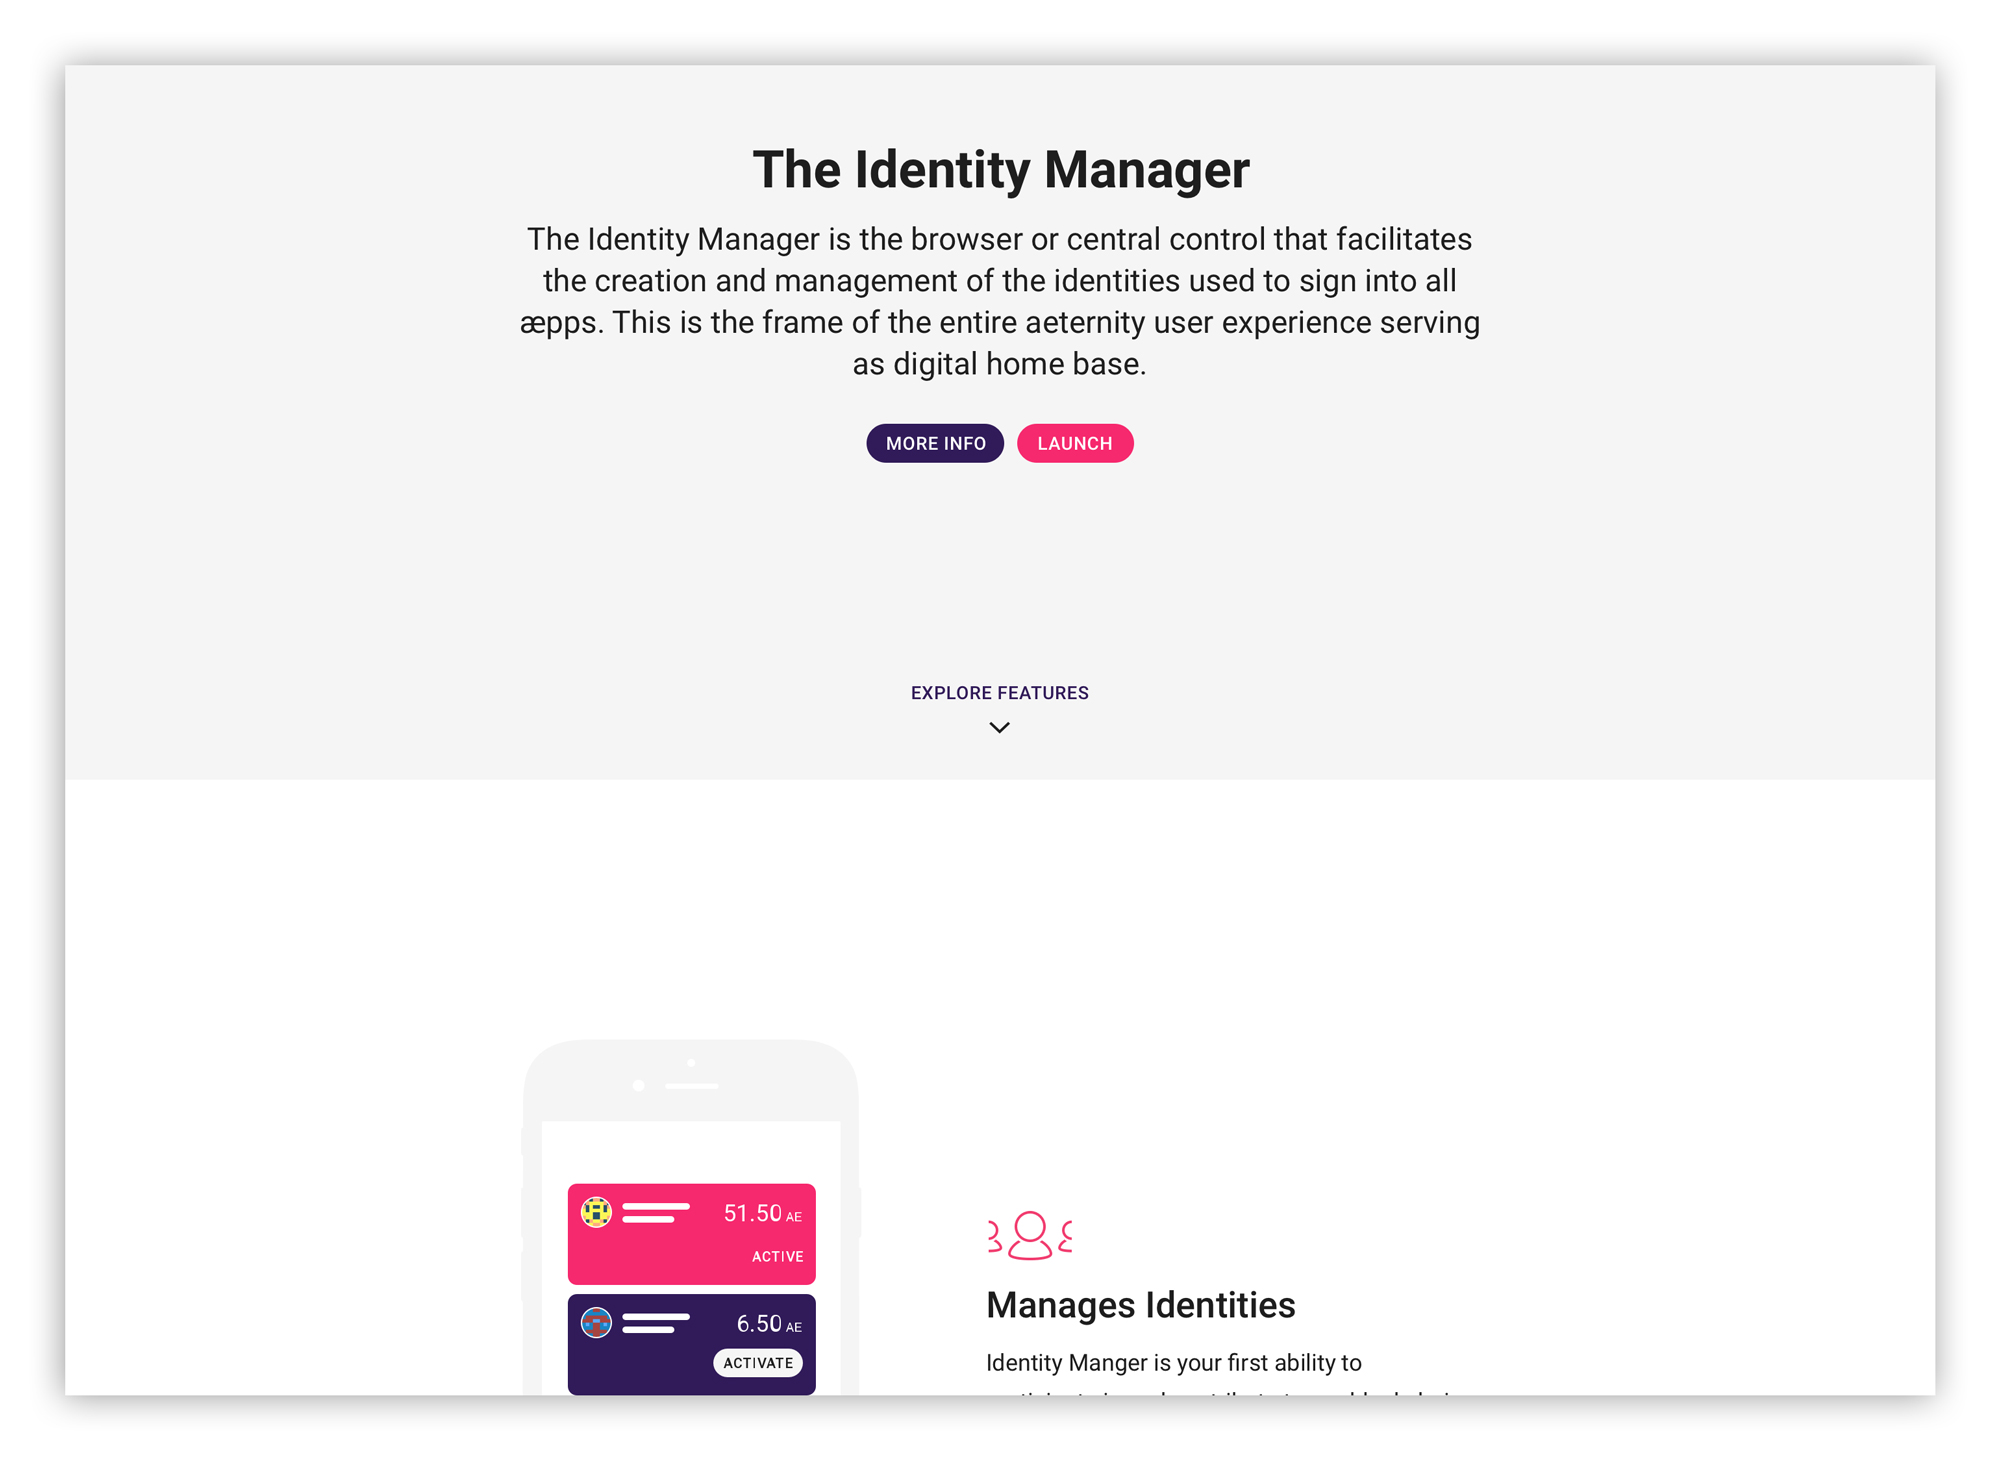 The Identity Manager
The Identity Manager is the browser or central control that facilitates
the creation and management of the identities used to sign into all
æpps. This is the frame of the entire aeternity user experience serving
as digital home base.
MORE INFO
LAUNCH
EXPLORE FEATURES
51.50 AE
ACTIVE
6.50 AE
ACTIVATE
Manages Identities
Identity Manger is your first ability to